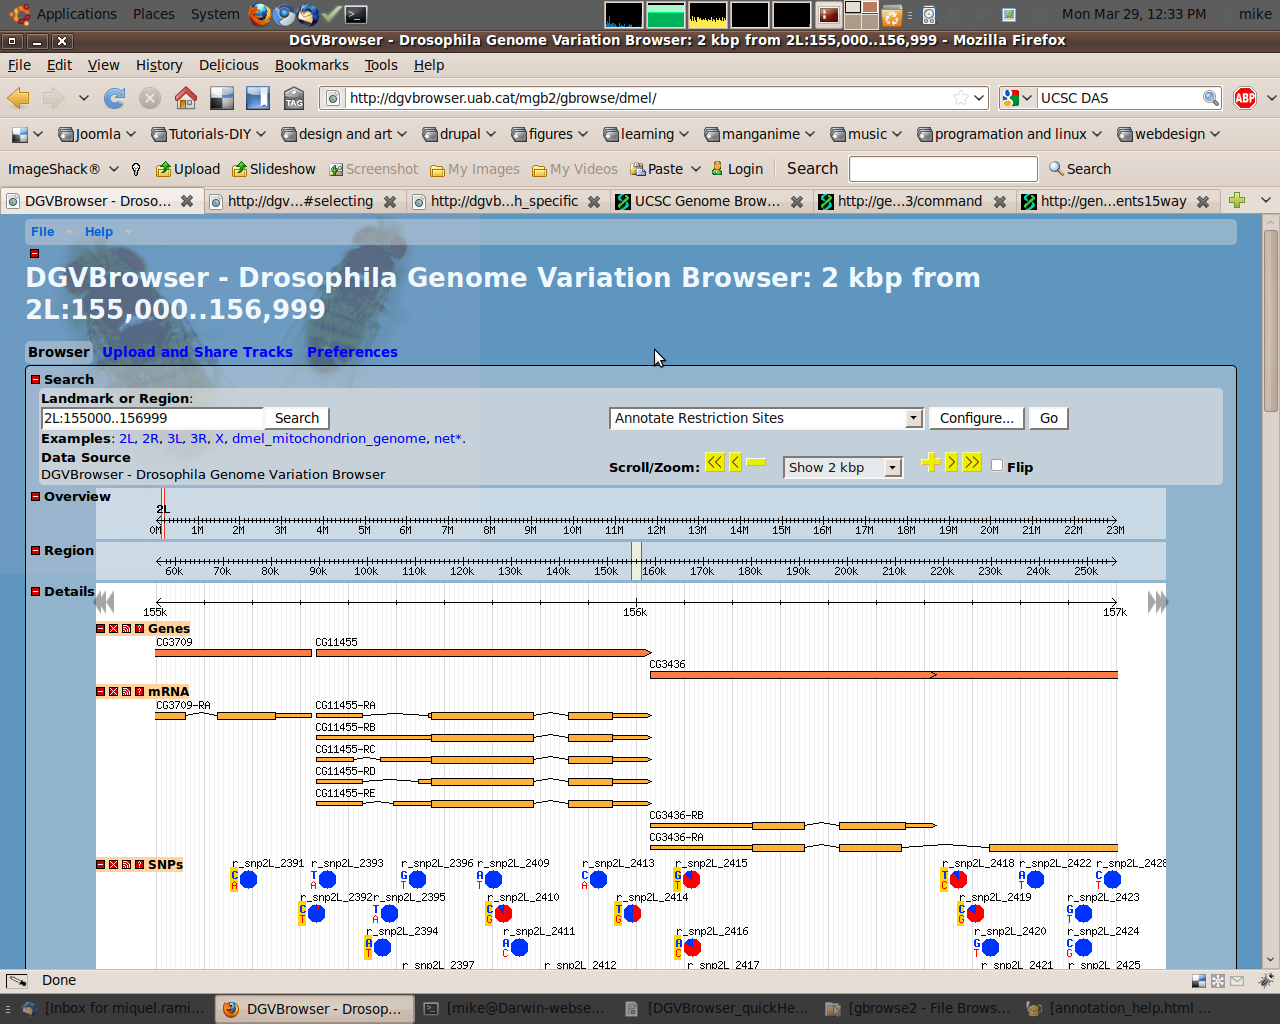 Applications Places System Mon Mar 29, 12:33 PM mike
DGVBrowser - Drosophila Genome Variation Browser: 2 kbp from 2L:155,000..156,999 - Mozilla Firefox
File Edit View History Delicious Bookmarks Tools Help
TAG http://dgvbrowser.uab.cat/mgb2/gbrowse/dmel/ UCSC DAS ABP
Joomla Tutorials-DIY design and art drupal figures learning manganime music programation and linux webdesign
ImageShack® Upload Slideshow Screenshot My Images My Videos Paste Login Search Search
DGVBrowser - Droso... http://dgv...#selecting http://dgvb...h_specific UCSC Genome Brow... http://ge...3/command http://gen...ents15way
File Help
DGVBrowser - Drosophila Genome Variation Browser: 2 kbp from
2L:155,000..156,999
Browser Upload and Share Tracks Preferences
Search
Landmark or Region:
2L:155000..156999 Search Annotate Restriction Sites Configure... Go
Examples: 2L, 2R, 3L, 3R, X, dmel_mitochondrion_genome, net*.
Data Source
DGVBrowser - Drosophila Genome Variation Browser Scroll/Zoom: << < Show 2 kbp > >> Flip
Overview
2L
0M 1M 2M 3M 4M 5M 6M 7M 8M 9M 10M 11M 12M 13M 14M 15M 16M 17M 18M 19M 20M 21M 22M 23M
Region
60k 70k 80k 90k 100k 110k 120k 130k 140k 150k 160k 170k 180k 190k 200k 210k 220k 230k 240k 250k
Details
155k 156k 157k
Genes
CG3709 CG11455
CG3436
mRNA
CG3709-RA CG11455-RA
CG11455-RB
CG11455-RC
CG11455-RD
CG11455-RE
CG3436-RB
CG3436-RA
SNPs
r_snp2L_2391 r_snp2L_2393 r_snp2L_2396 r_snp2L_2409 r_snp2L_2413 r_snp2L_2415 r_snp2L_2418 r_snp2L_2422 r_snp2L_2428
C T G T C G T A C
A A T A A T C T T
r_snp2L_2392 r_snp2L_2395 r_snp2L_2410 r_snp2L_2414 r_snp2L_2419 r_snp2L_2423
C T C T C G
T A G G G T
r_snp2L_2394 r_snp2L_2411 r_snp2L_2416 r_snp2L_2420 r_snp2L_2424
A A A G C
T C C T G
r_snp2L_2397 r_snp2L_2412 r_snp2L_2417 r_snp2L_2421 r_snp2L_2425
Done
[Inbox for miquel.rami... DGVBrowser - Drosop... [mike@Darwin-webse... [DGVBrowser_quickHe... [gbrowse2 - File Brows... [annotation_help.html ...